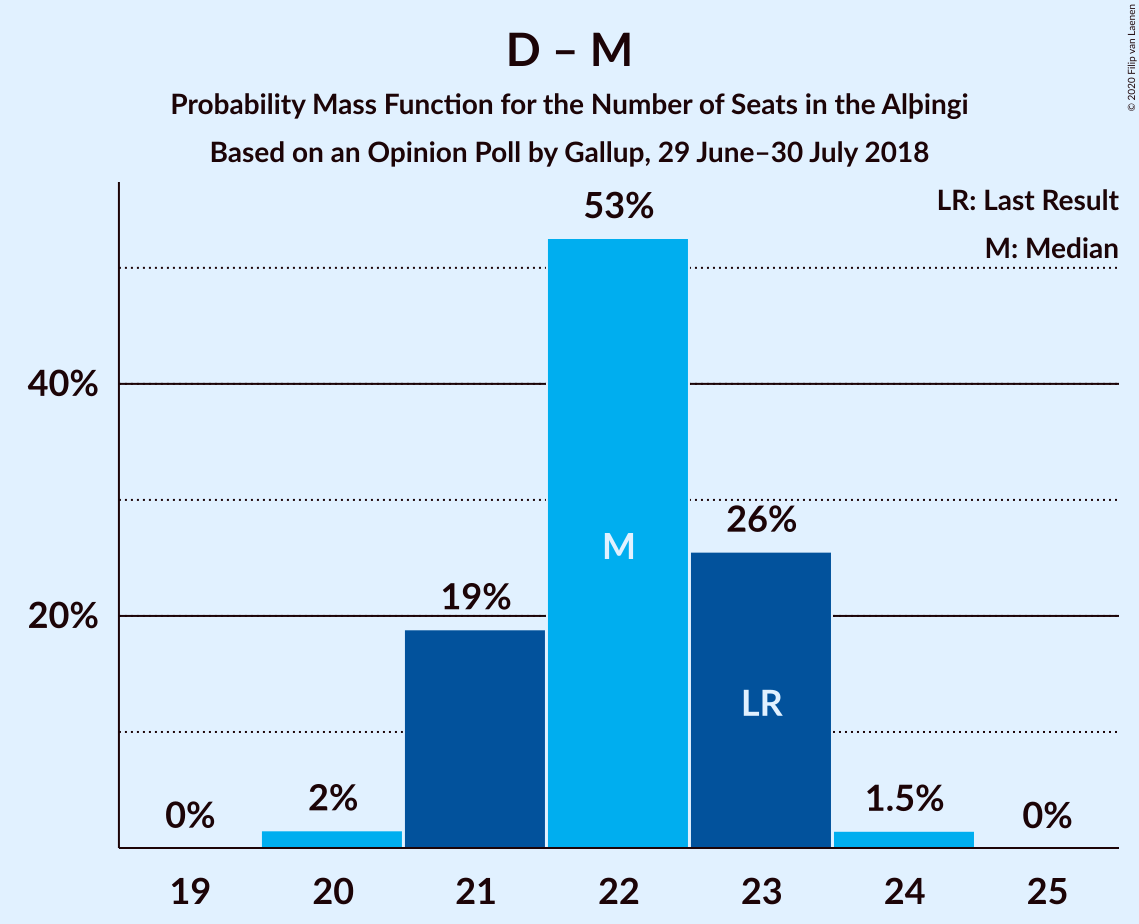 D – M
Probability Mass Function for the Number of Seats in the Alþingi
Based on an Opinion Poll by Gallup, 29 June–30 July 2018
© 2020 Filip van Laenen
LR: Last Result
M: Median
53%
40%
26%
M
19%
20%
LR
0%
2%
1.5%
0%
19
20
21
22
23
24
25